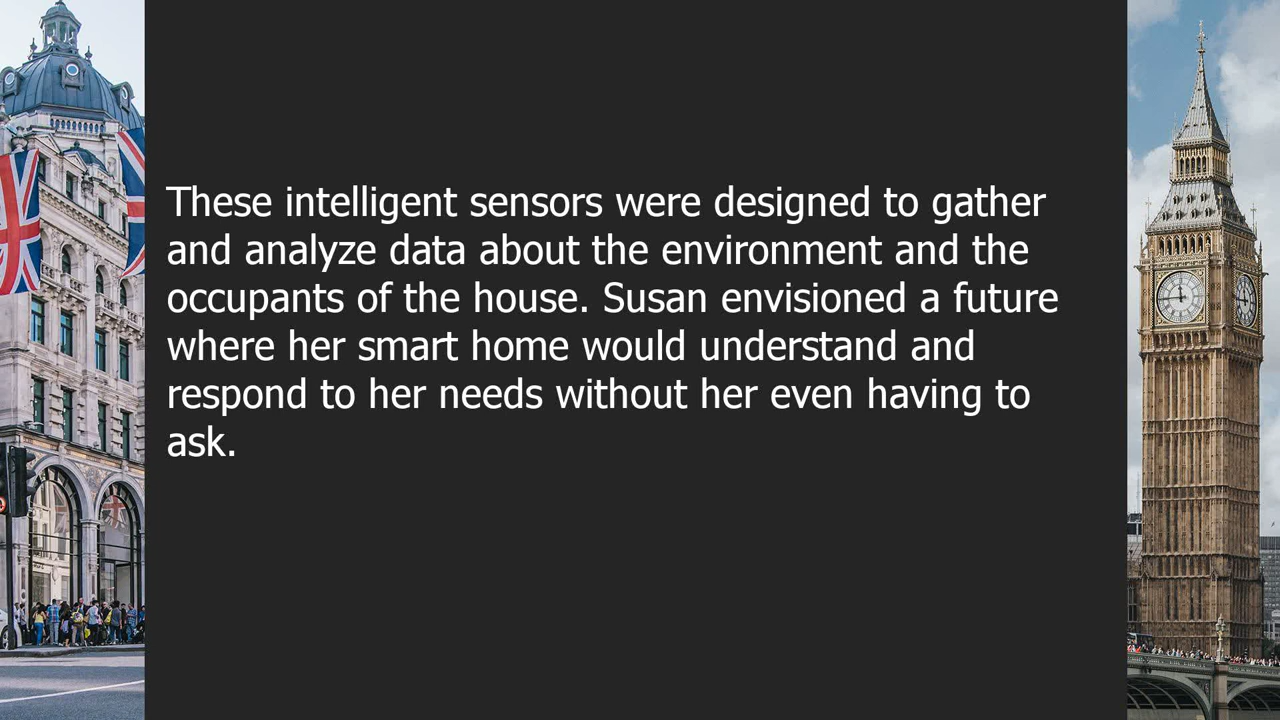 These intelligent sensors were designed to gather
and analyze data about the environment and the
occupants of the house. Susan envisioned a future
where her smart home would understand and
respond to her needs without her even having to
ask.